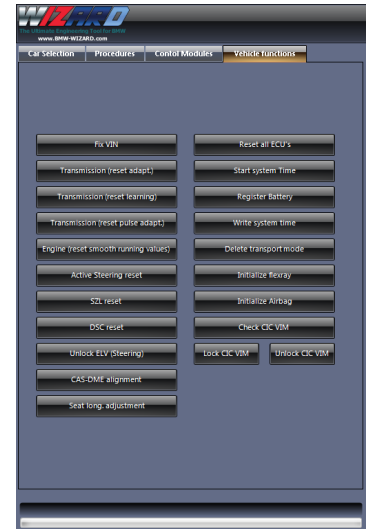 WIZARD
The Ultimate Engineering Tool for BMW
www.BMW-WIZARD.com
Car Selection Procedures Contol Modules Vehicle functions
Fix VIN Reset all ECU's
Transmission (reset adapt.) Start system Time
Transmission (reset learning) Register Battery
Transmission (reset pulse adapt.) Write system time
Engine (reset smooth running values) Delete transport mode
Active Steering reset Initialize flexray
SZL reset Initialize Airbag
DSC reset Check CIC VIM
Unlock ELV (Steering) Lock CIC VIM Unlock CIC VIM
CAS-DME alignment
Seat long. adjustment